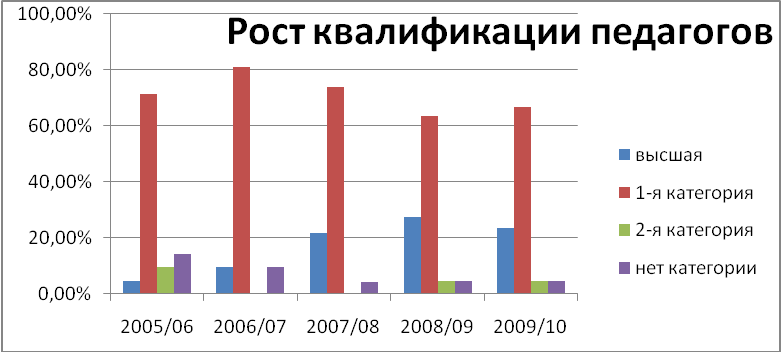 Рост квалификации педагогов
100,00%
80,00%
60,00%
40,00%
20,00%
0,00%
2005/06 2006/07 2007/08 2008/09 2009/10
высшая
1-я категория
2-я категория
нет категории